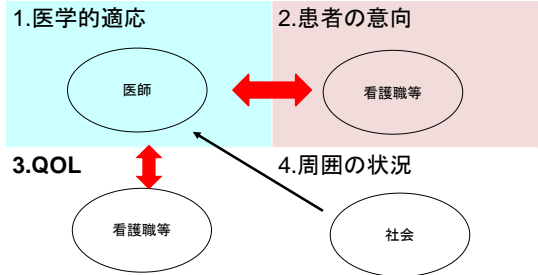 1.医学的適応
2.患者の意向
医師
看護職等
3.QOL
4.周囲の状況
看護職等
社会